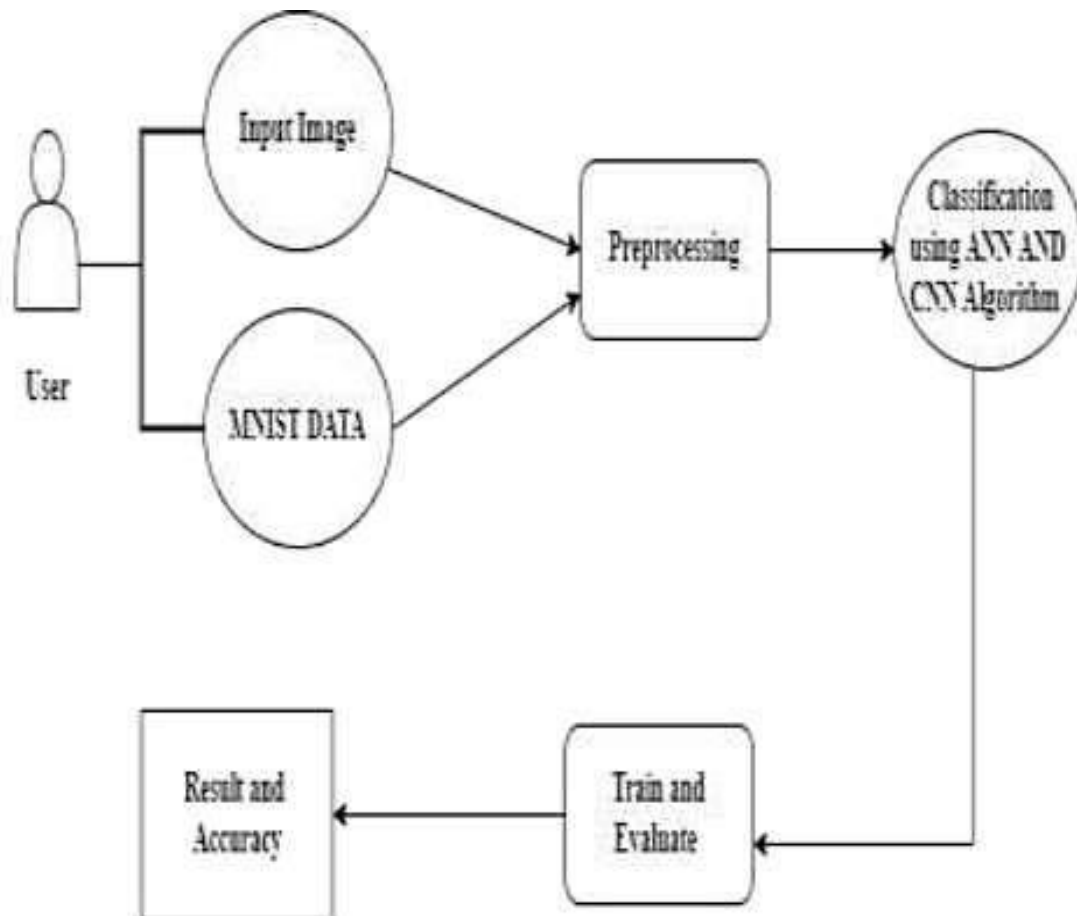 Input Image
User
MNIST DATA
Preprocessing
Classification
using ANN AND
CNN Algorithm
Train and
Evaluate
Result and
Accuracy